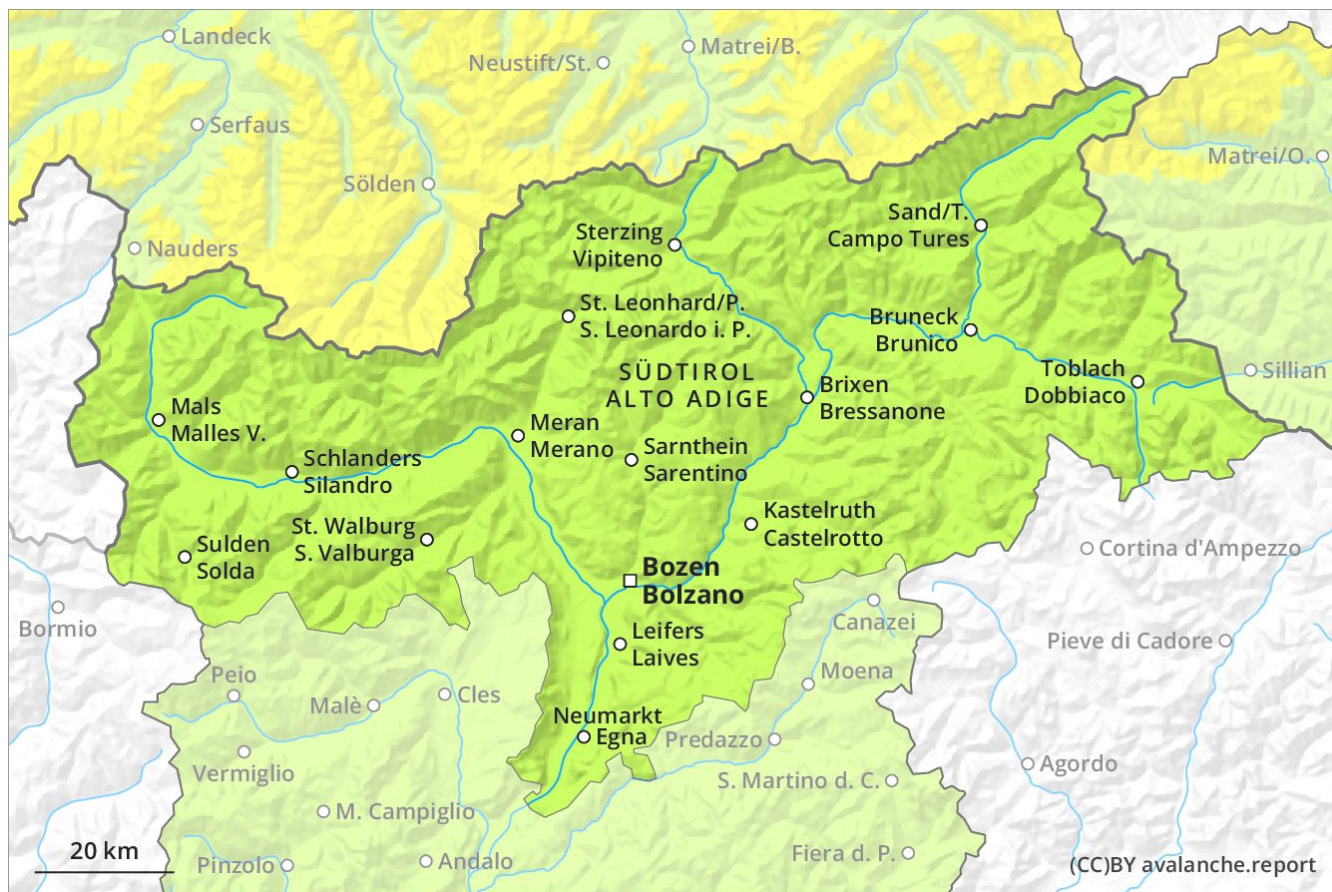 Landeck
Matrei/B.
Neustift/St.
Serfaus
Matrei/O.
Sölden
Sand/T.
Campo Tures
Sterzing
Vipiteno
Nauders
St. Leonhard/P.
S. Leonardo i. P.
Bruneck
Brunico
SÜDTIROL
ALTO ADIGE
Toblach
Dobbiaco
Sillian
Brixen
Bressanone
Mals
Malles V.
Meran
Merano
Sarnthein
Sarentino
Schlanders
Silandro
Kastelruth
Castelrotto
St. Walburg
S. Valburga
Sulden
Solda
Cortina d'Ampezzo
Bozen
Bolzano
Bormio
Canazei
Leifers
Laives
Pieve di Cadore
Peio
Moena
Malè
Cles
Neumarkt
Egna
Predazzo
Vermiglio
Agordo
S. Martino d. C.
M. Campiglio
20 km
Pinzolo
Andalo
Fiera d. P.
(CC)BY avalanche.report